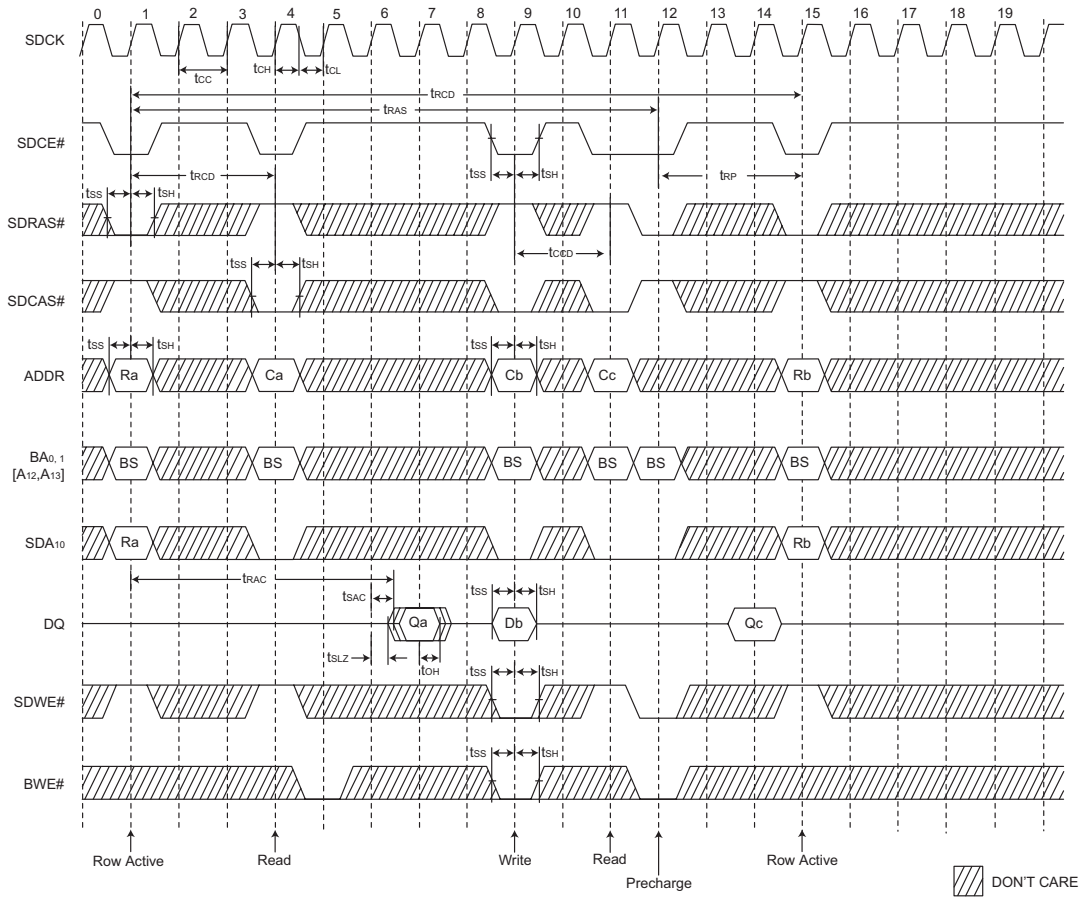 0 1 2 3 4 5 6 7 8 9 10 11 12 13 14 15 16 17 18 19
SDCK
tCC
tCH
tCL
tRCD
tRAS
SDCE#
tRCD
tSS
tSH
tRP
tSS
tSH
SDRAS#
tCCD
tSS
tSH
SDCAS#
tSS
tSH
tSS
tSH
ADDR
Ra
Ca
Cb
Cc
Rb
BA0, 1
[A12,A13]
BS
BS
BS
BS
BS
BS
SDA10
Ra
Rb
tRAC
tSAC
tSS
tSH
DQ
Qa
Db
Qc
tSLZ
tOH
tSS
tSH
SDWE#
tSS
tSH
BWE#
Row Active
Read
Write
Read
Precharge
Row Active
DON'T CARE